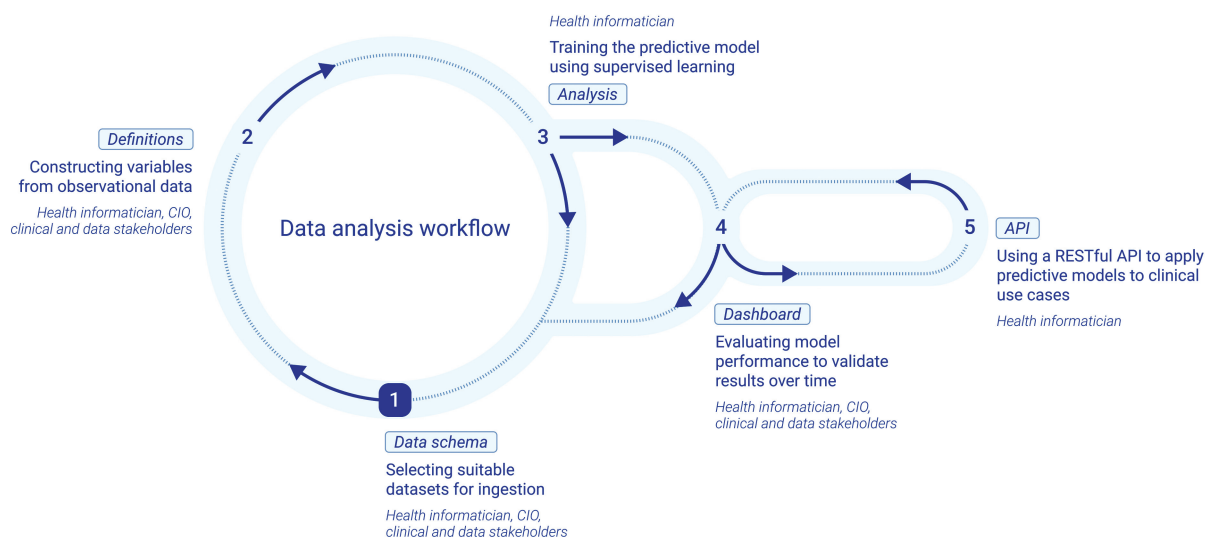 Health informatician
Training the predictive model
using supervised learning
Analysis
2
3
Definitions
Constructing variables
from observational data
Health informatician, CIO,
clinical and data stakeholders
Data analysis workflow
4
5
API
Using a RESTful API to apply
predictive models to clinical
use cases
Health informatician
Dashboard
Evaluating model
performance to validate
results over time
Health informatician, CIO,
clinical and data stakeholders
1
Data schema
Selecting suitable
datasets for ingestion
Health informatician, CIO,
clinical and data stakeholders